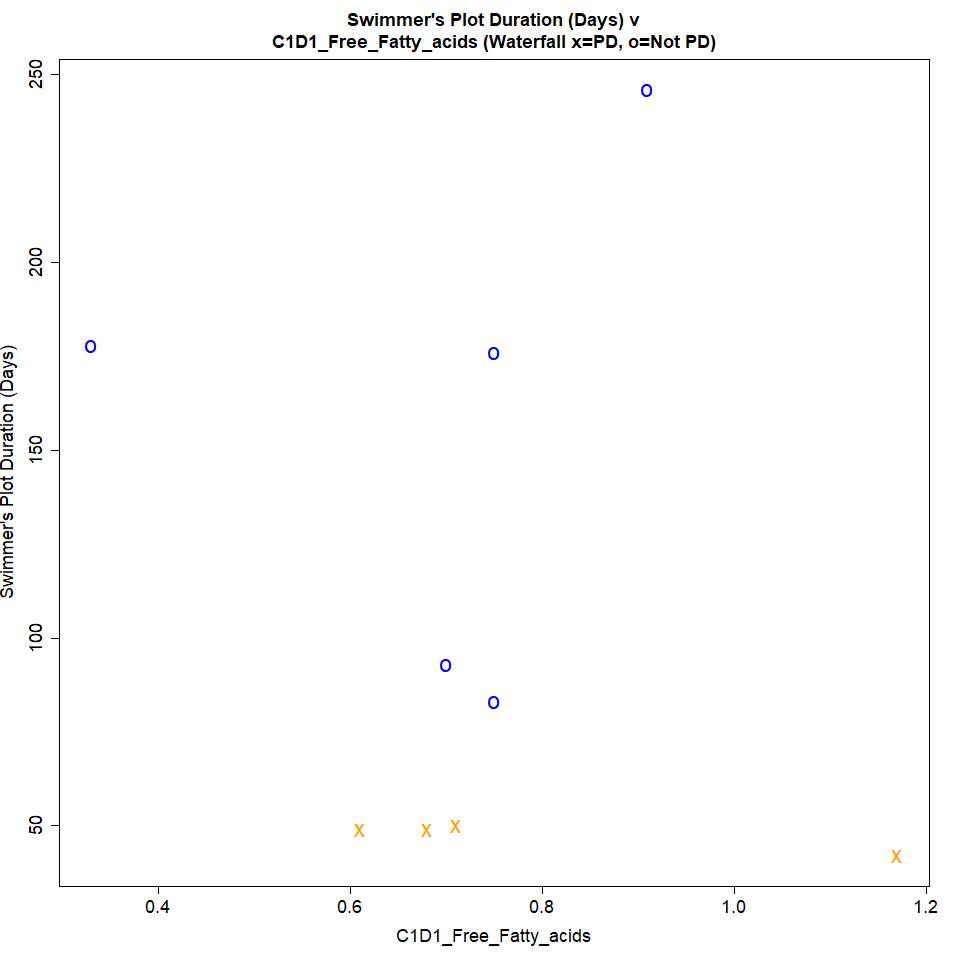 Swimmer's Plot Duration (Days) v
C1D1_Free_Fatty_acids (Waterfall x=PD, o=Not PD)
Swimmer's Plot Duration (Days)
250
200
150
100
50
o
o
o
o
o
x
x
x
x
0.4
0.6
0.8
1.0
1.2
C1D1_Free_Fatty_acids